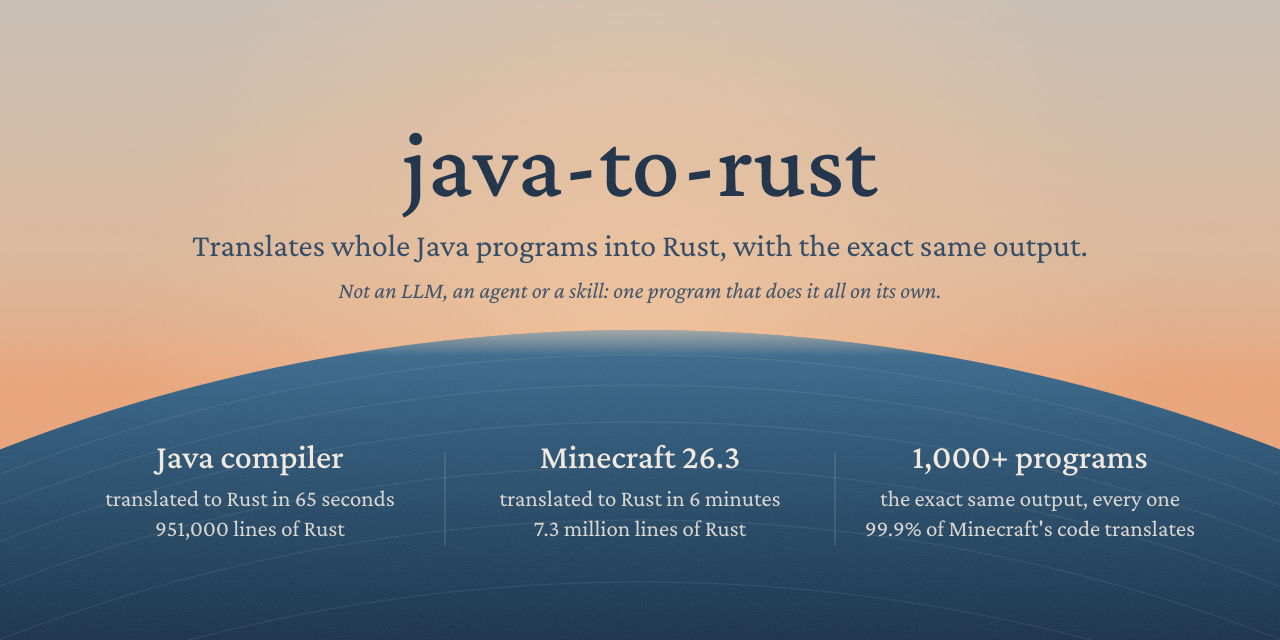 java-to-rust
Translates whole Java programs into Rust, with the exact same output.
Not an LLM, an agent or a skill: one program that does it all on its own.
Java compiler
translated to Rust in 65 seconds
951,000 lines of Rust
Minecraft 26.3
translated to Rust in 6 minutes
7.3 million lines of Rust
1,000+ programs
the exact same output, every one
99.9% of Minecraft's code translates